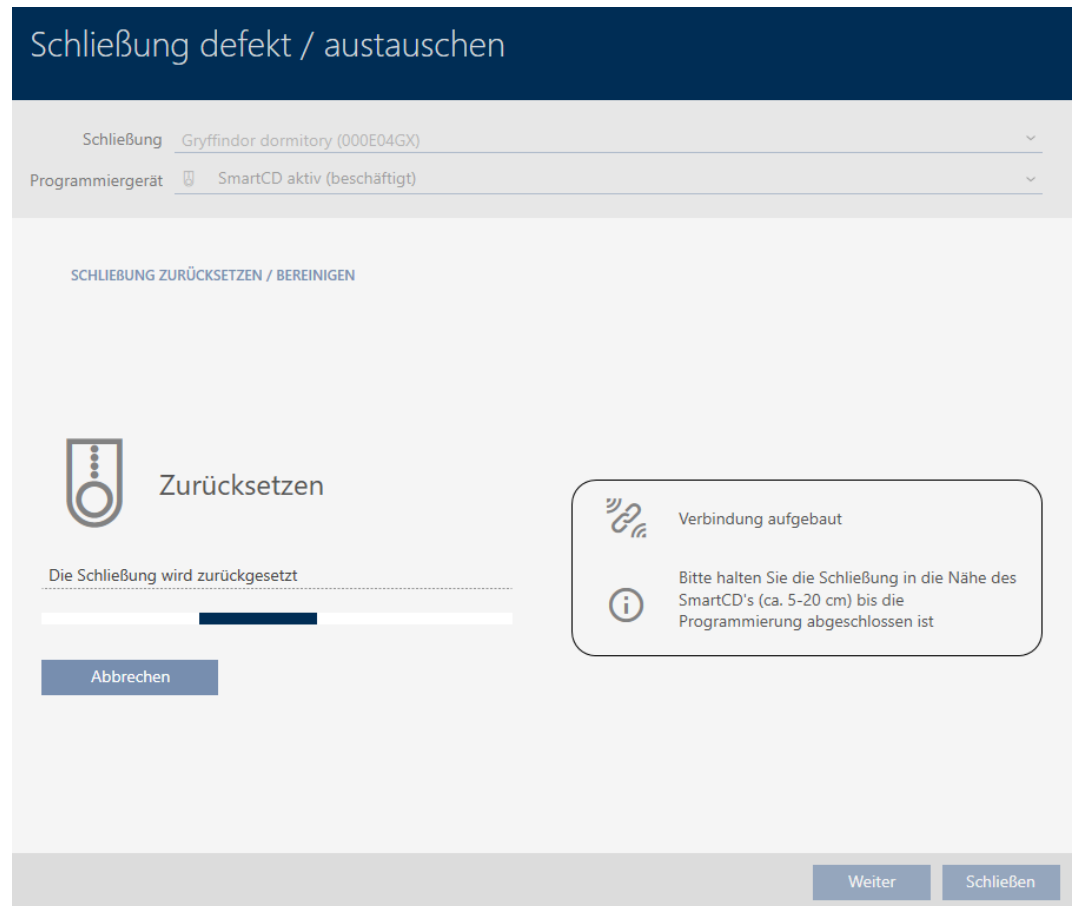 Schließung defekt / austauschen
Schließung Gryffindor dormitory (000E04GX)
Programmiergerät SmartCD aktiv (beschäftigt)
SCHLIEßUNG ZURÜCKSETZEN / BEREINIGEN
Zurücksetzen
Die Schließung wird zurückgesetzt
Abbrechen
Verbindung aufgebaut
Bitte halten Sie die Schließung in die Nähe des
SmartCD's (ca. 5-20 cm) bis die
Programmierung abgeschlossen ist
Weiter
Schließen